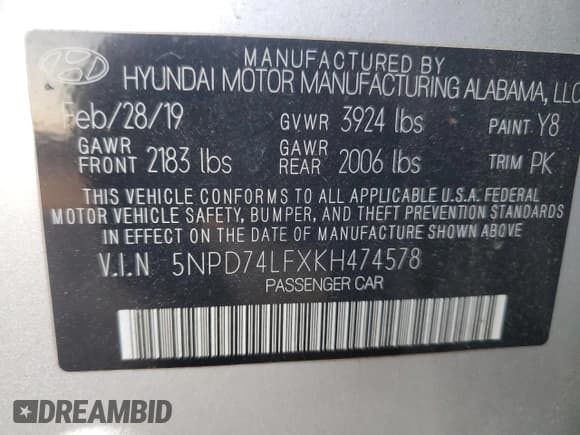 MANUFACTURED BY
HYUNDAI MOTOR MANUFACTURING ALABAMA, LLC
Feb/28/19 GVWR 3924 lbs PAINT Y8
GAWR FRONT 2183 lbs GAWR REAR 2006 lbs TRIM PK
THIS VEHICLE CONFORMS TO ALL APPLICABLE U.S.A. FEDERAL
MOTOR VEHICLE SAFETY, BUMPER, AND THEFT PREVENTION STANDARDS
IN EFFECT ON THE DATE OF MANUFACTURE SHOWN ABOVE.
V.I.N 5NPD74LFXKH474578
PASSENGER CAR
DREAMBID